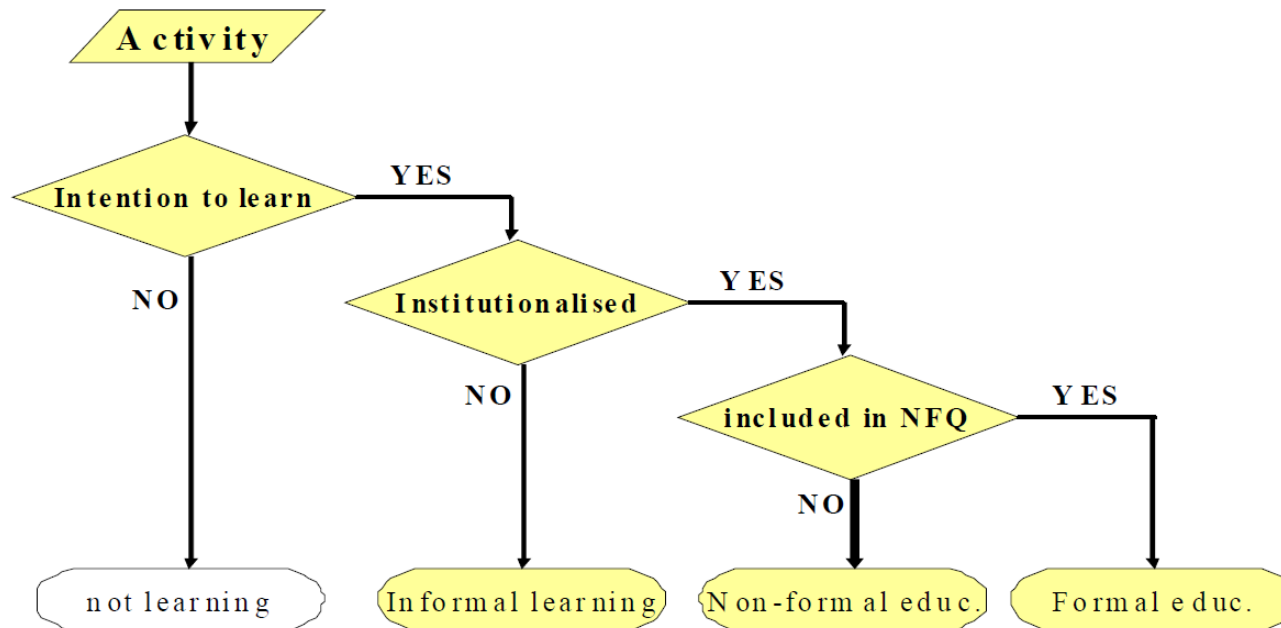 Activity
Intention to learn
YES
NO
Institutionalised
YES
NO
included in NFQ
YES
NO
not learning
Informal learning
Non-formal educ.
Formal educ.